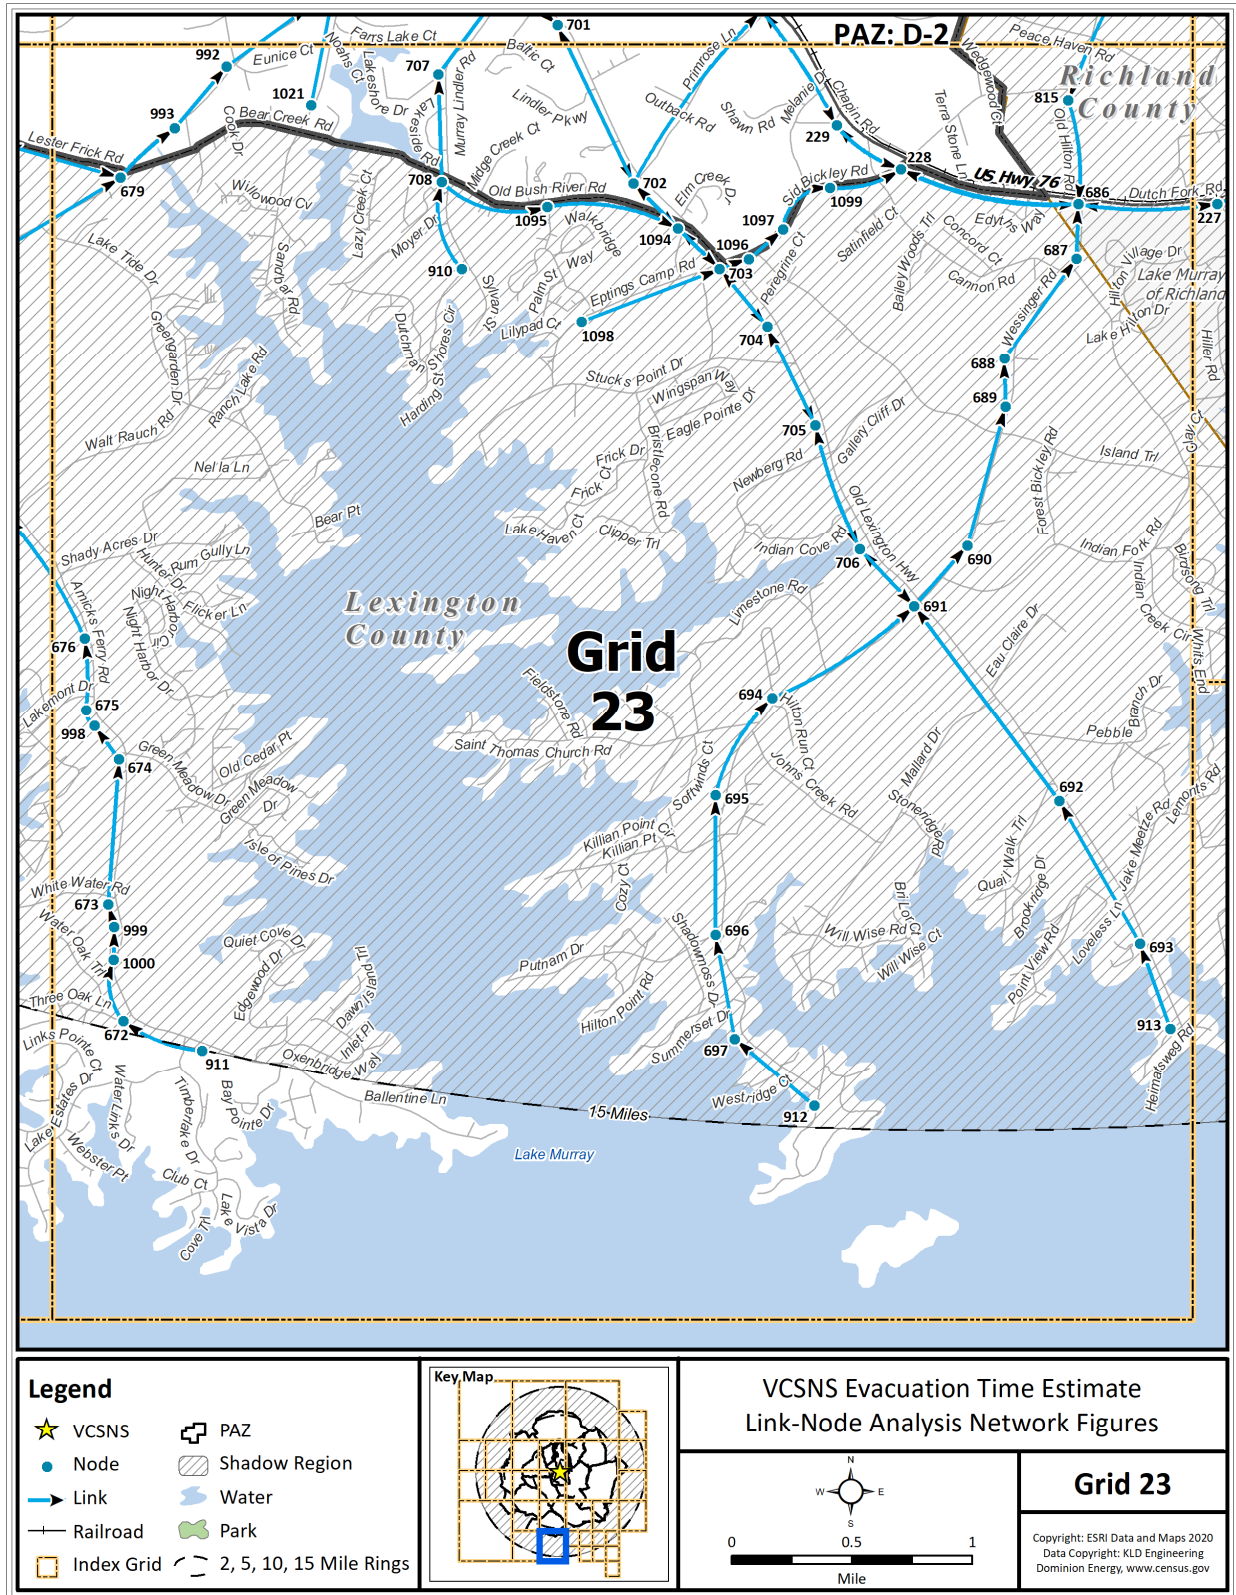 PAZ: D-2
Richland
County
Lexington
County
Grid
23
701
992
Eunice Ct
Noahs Ct
Farrs Lake Ct
Lakeshore Dr
707
Murray Lindler Rd
Baltic Ct
Primrose Ln
Wedgewood Ct
Peace Haven Rd
815
1021
993
Cook Dr
Bear Creek Rd
Lakeside Rd
Midge Creek Ct
Lindler Pkwy
Outback Rd
Shawn Rd
Melanie Ct
Chapin Rd
229
228
Tera Stone Ln
Old Hilton Rd
Lester Frick Rd
679
708
702
Elm Creek Dr
Sid Bickley Rd
1099
US Hwy 76
686
Dutch Fork Rd
227
Willowood Cv
Lazy Creek Ct
Moyer Dr
Old Bush River Rd
1095
Walkbridge
Way
1094
1097
1096
703
Peregrine Ct
Satinfield Ct
Bailey Woods Trl
Concord Ct
Edyths Way
687
Cannon Rd
Village Dr
Hilton
Lake Murray
of Richland
Lake Hilton Dr
Hiller Rd
Lake Tide Dr
Sandbar Rd
910
Sylvan St
Palm St
Eptings Camp Rd
Lilypad Ct
1098
704
Wessinger Rd
688
689
Greengarden Dr
Ranch Lake Rd
Dutchman Shores Cir
Harding St
Stucks Point Dr
Wingspan Way
Eagle Pointe Dr
Walt Rauch Rd
705
Gallery Cliff Dr
Clay Ct
Nella Ln
Bristlecone Rd
Frick Dr
Frick Ct
Newberg Rd
Forest Bickley Rd
Island Trl
Bear Pt
Lake Haven Ct
Clipper Trl
Old Lexington Hwy
Indian Cove Rd
706
690
Indian Fork Rd
Birdsong Trl
Shady Acres Dr
Hunter Dr
Rum Gully Ln
Night Harbor Cir
Flicker Ln
Night Harbor Dr
Amicks Ferry Rd
676
Limestone Rd
691
Eau Claire Dr
Indian Creek Cir
Whits End
Lakemont Dr
675
998
694
Fieldstone Rd
Hilton Run Ct
Branch Dr
Pebble
674
Old Cedar Pt
Green Meadow Dr
Green Meadow
Dr
Saint Thomas Church Rd
Softwinds Ct
Johns Creek Rd
Mallard Dr
695
692
Stoneridge Rd
Lemonts Rd
Isle of Pines Dr
Killian Point Cir
Killian Pt
Quail Walk Trl
Jake Meetze Rd
White Water Rd
673
Cozy Ct
Bri Lor Ct
Brookridge Dr
999
Water Oak Trl
Quiet Cove Dr
Shadowmoss Dr
696
Will Wise Rd
Will Wise Ct
Loveless Ln
693
1000
Edgewood Dr
Dawn Island Trl
Putnam Dr
Point View Rd
Three Oak Ln
Hilton Point Rd
672
Inlet Pl
Summerset Dr
913
Links Pointe Ct
697
911
Oxenbridge Way
Heimatsweg Rd
Lake Estates Dr
Water Links Dr
Timberlake Dr
Bay Pointe Dr
Ballentine Ln
Westridge Ct
15 Miles
912
Webster Pt
Lake Murray
Club Ct
Lake Vista Dr
Cove Trl
Legend
VCSNS
PAZ
Node
Shadow Region
Link
Water
Railroad
Park
Index Grid
2, 5, 10, 15 Mile Rings
Key Map
VCSNS Evacuation Time Estimate
Link-Node Analysis Network Figures
N
W
E
S
0
0.5
1
Mile
Grid 23
Copyright: ESRI Data and Maps 2020
Data Copyright: KLD Engineering
Dominion Energy, www.census.gov